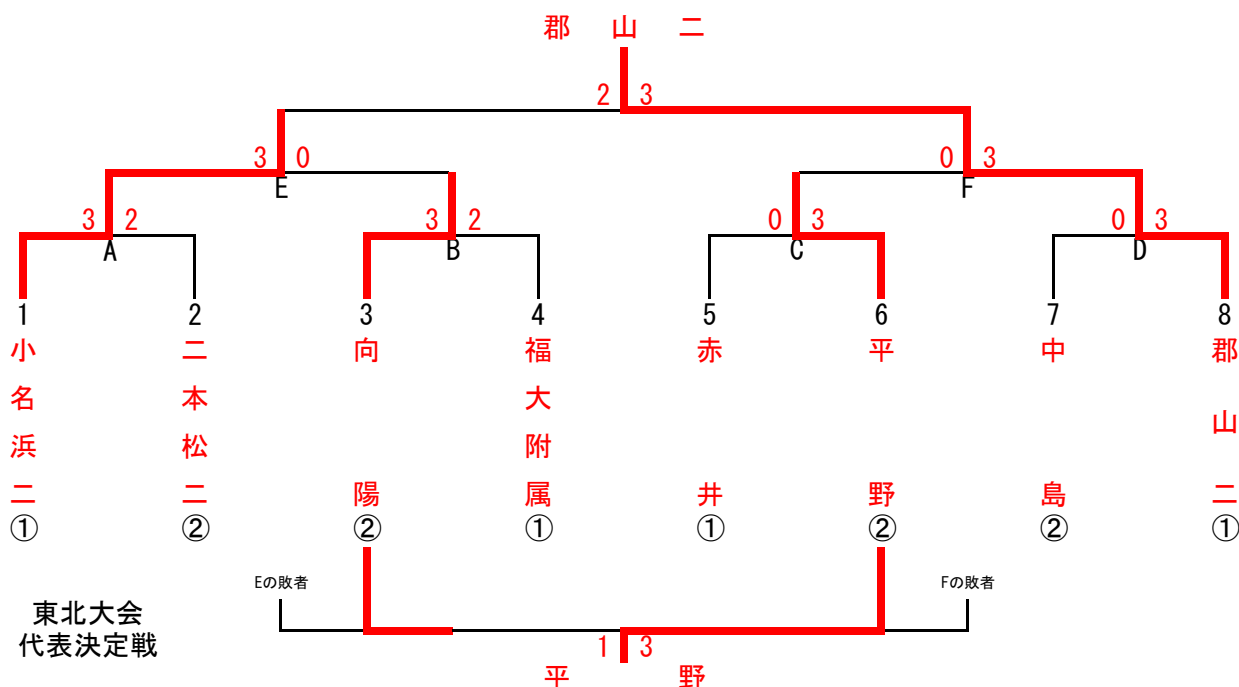 郡山二
2 3
3 0
0 3
E
F
3 2
3 2
0 3
0 3
A
B
C
D
1 2 3 4 5 6 7 8
小名浜二①
二本松二②
向陽②
福大附属①
赤井①
平野②
中島②
郡山二①
Eの敗者
Fの敗者
東北大会
代表決定戦
1 3
平野